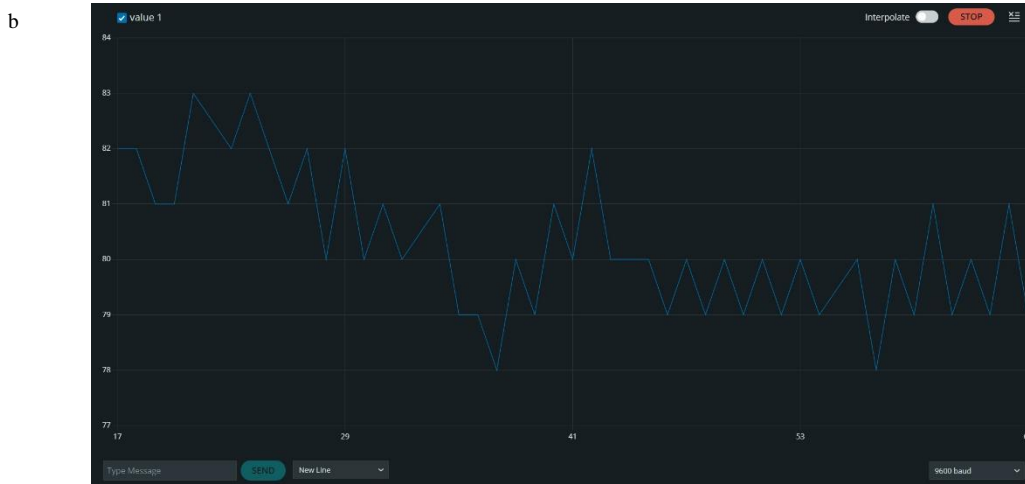 b
value 1
Interpolate STOP
84
83
82
81
80
79
78
77
17 29 41 53
Type Message SEND New Line 9600 baud